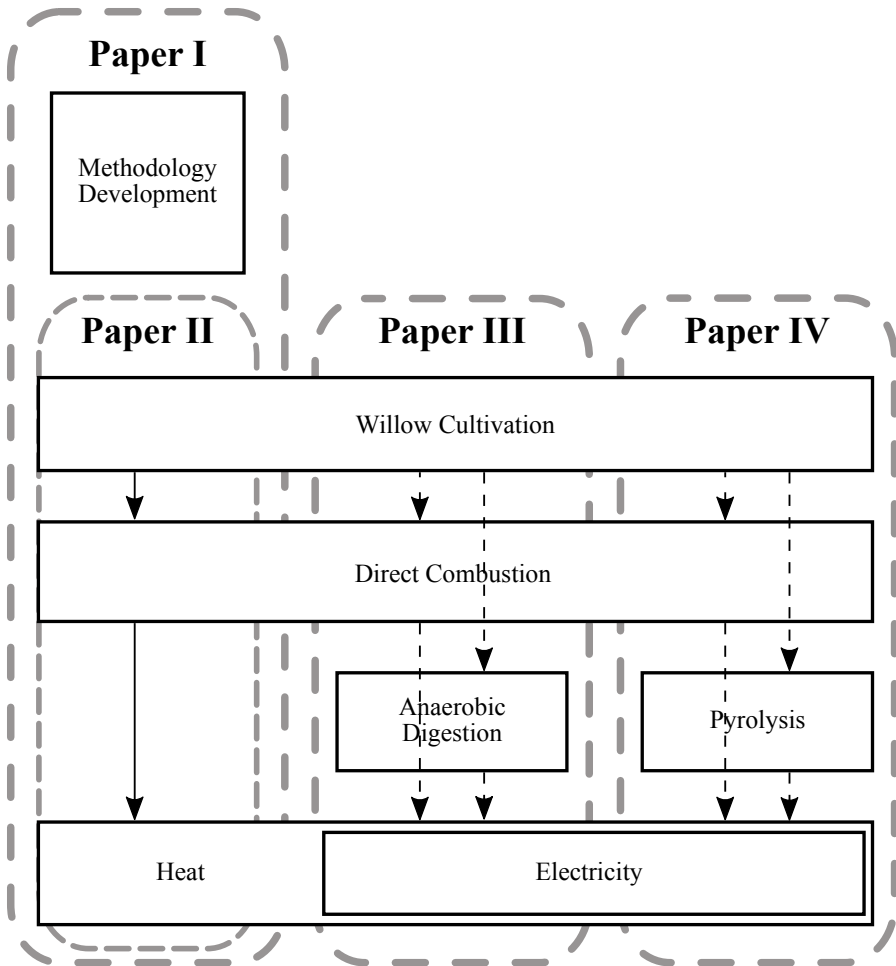 Paper I
Methodology
Development
Paper II
Paper III
Paper IV
Willow Cultivation
Direct Combustion
Anaerobic
Digestion
Pyrolysis
Heat
Electricity